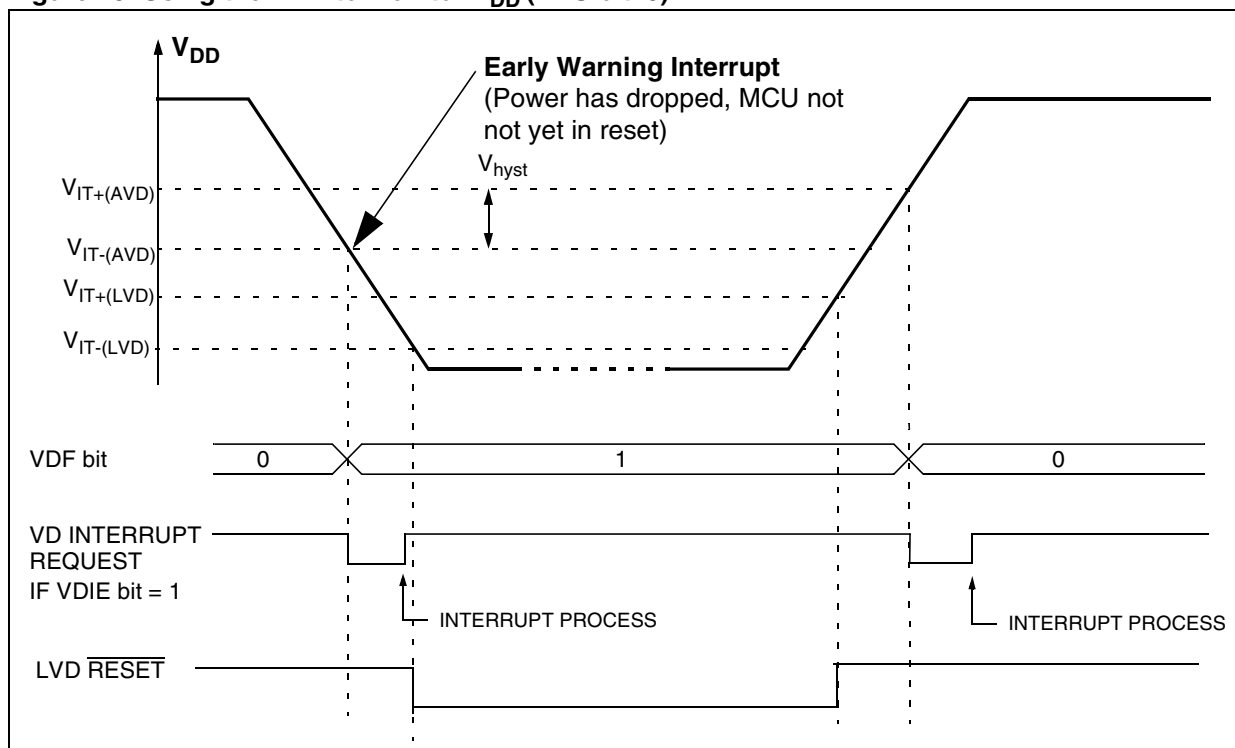 V_DD
Early Warning Interrupt
(Power has dropped, MCU not
not yet in reset)
V_hyst
V_IT+(AVD)
V_IT-(AVD)
V_IT+(LVD)
V_IT-(LVD)
VDF bit
0
1
0
VD INTERRUPT
REQUEST
IF VDIE bit = 1
INTERRUPT PROCESS
INTERRUPT PROCESS
LVD RESET